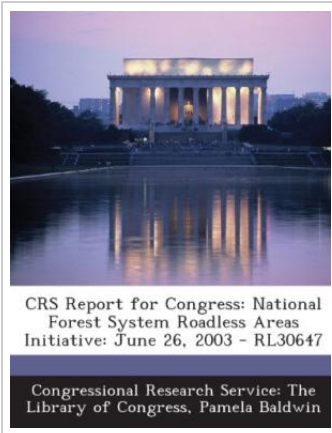 CRS Report for Congress: National
Forest System Roadless Areas
Initiative: June 26, 2003 - RL30647
Congressional Research Service: The
Library of Congress, Pamela Baldwin